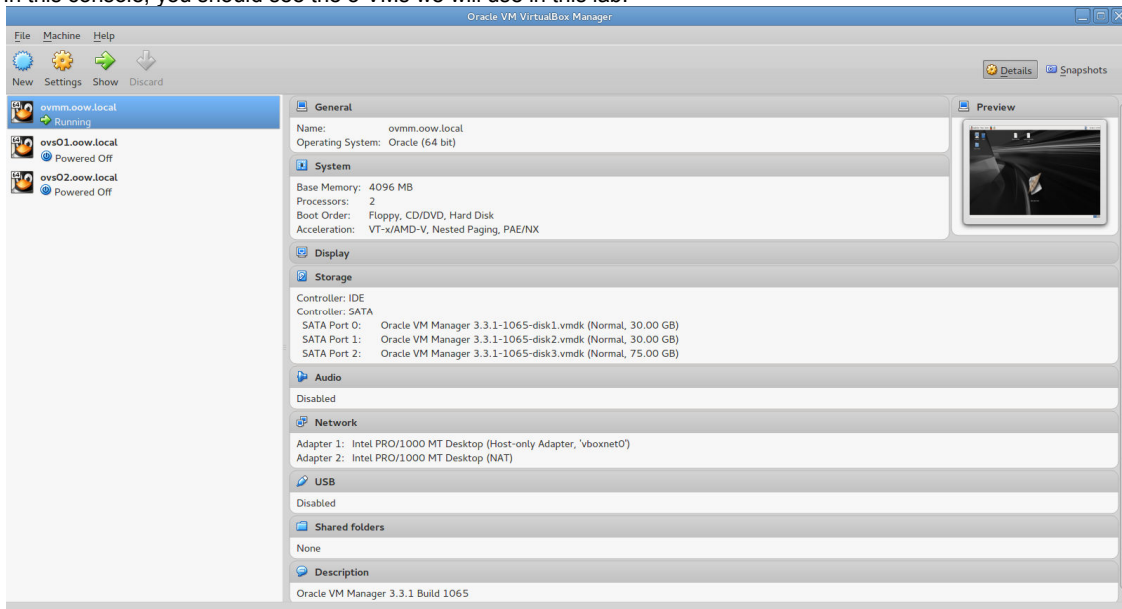 In this console, you should see the 3 VMs we will use in this lab:
Oracle VM VirtualBox Manager
File Machine Help
New Settings Show Discard
Details Snapshots
ovmm.oow.local
Running
ovs01.oow.local
Powered Off
ovs02.oow.local
Powered Off
General
Name: ovmm.oow.local
Operating System: Oracle (64 bit)
System
Base Memory: 4096 MB
Processors: 2
Boot Order: Floppy, CD/DVD, Hard Disk
Acceleration: VT-x/AMD-V, Nested Paging, PAE/NX
Preview
Display
Storage
Controller: IDE
Controller: SATA
SATA Port 0: Oracle VM Manager 3.3.1-1065-disk1.vmdk (Normal, 30.00 GB)
SATA Port 1: Oracle VM Manager 3.3.1-1065-disk2.vmdk (Normal, 30.00 GB)
SATA Port 2: Oracle VM Manager 3.3.1-1065-disk3.vmdk (Normal, 75.00 GB)
Audio
Disabled
Network
Adapter 1: Intel PRO/1000 MT Desktop (Host-only Adapter, 'vboxnet0')
Adapter 2: Intel PRO/1000 MT Desktop (NAT)
USB
Disabled
Shared folders
None
Description
Oracle VM Manager 3.3.1 Build 1065